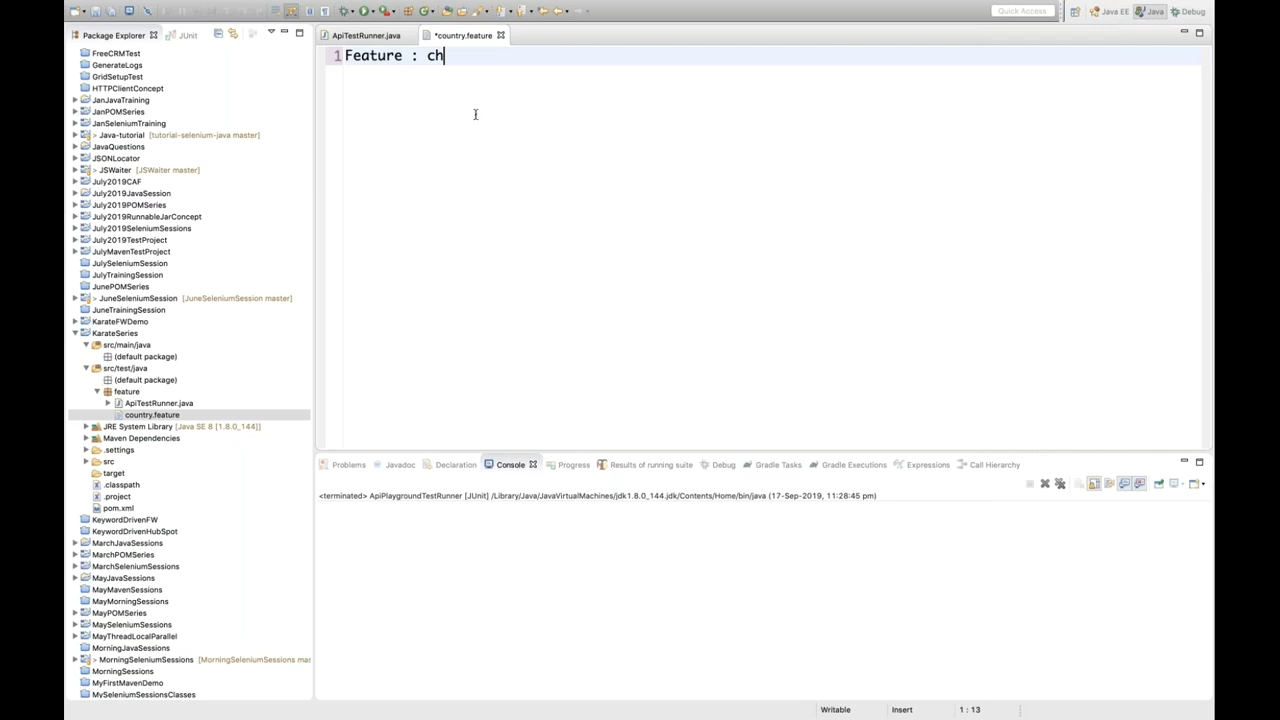 Quick Access
Java EE
Java
Debug
Package Explorer
JUnit
ApiTestRunner.java
*country.feature
1 Feature : ch
FreeCRMTest
GenerateLogs
GridSetupTest
HTTPClientConcept
JanJavaTraining
JanPOMSeries
JanSeleniumTraining
> Java-tutorial [tutorial-selenium-java master]
JavaQuestions
JSONLocator
> JSWaiter [JSWaiter master]
July2019CAF
July2019JavaSession
July2019POMSeries
July2019RunnableJarConcept
July2019SeleniumSessions
July2019TestProject
JulyMavenTestProject
JulySeleniumSession
JulyTrainingSession
JunePOMSeries
> JuneSeleniumSession [JuneSeleniumSession master]
JuneTrainingSession
KarateFWDemo
KarateSeries
src/main/java
(default package)
src/test/java
(default package)
feature
ApiTestRunner.java
country.feature
JRE System Library [Java SE 8 [1.8.0_144]]
Maven Dependencies
.settings
src
target
.classpath
.project
pom.xml
KeywordDrivenFW
KeywordDrivenHubSpot
MarchJavaSessions
MarchPOMSeries
MarchSeleniumSessions
MayJavaSessions
MayMavenSessions
MayMorningSessions
MayPOMSeries
MaySeleniumSessions
MayThreadLocalParallel
MorningJavaSessions
> MorningSeleniumSessions [MorningSeleniumSessions mas
MorningSessions
MyFirstMavenDemo
MySeleniumSessionsClasses
Problems
Javadoc
Declaration
Console
Progress
Results of running suite
Debug
Gradle Tasks
Gradle Executions
Expressions
Call Hierarchy
<terminated> ApiPlaygroundTestRunner [JUnit] /Library/Java/JavaVirtualMachines/jdk1.8.0_144.jdk/Contents/Home/bin/java (17-Sep-2019, 11:28:45 pm)
Writable
Insert
1 : 13